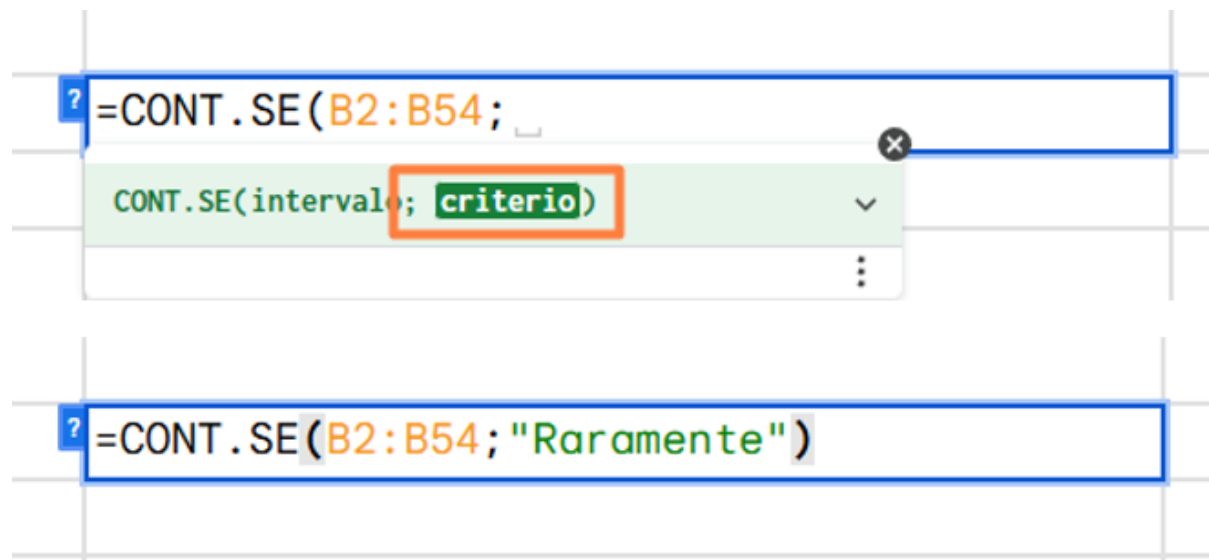 ? =CONT.SE(B2:B54;
CONT.SE(intervalo; criterio)
? =CONT.SE(B2:B54;"Raramente")